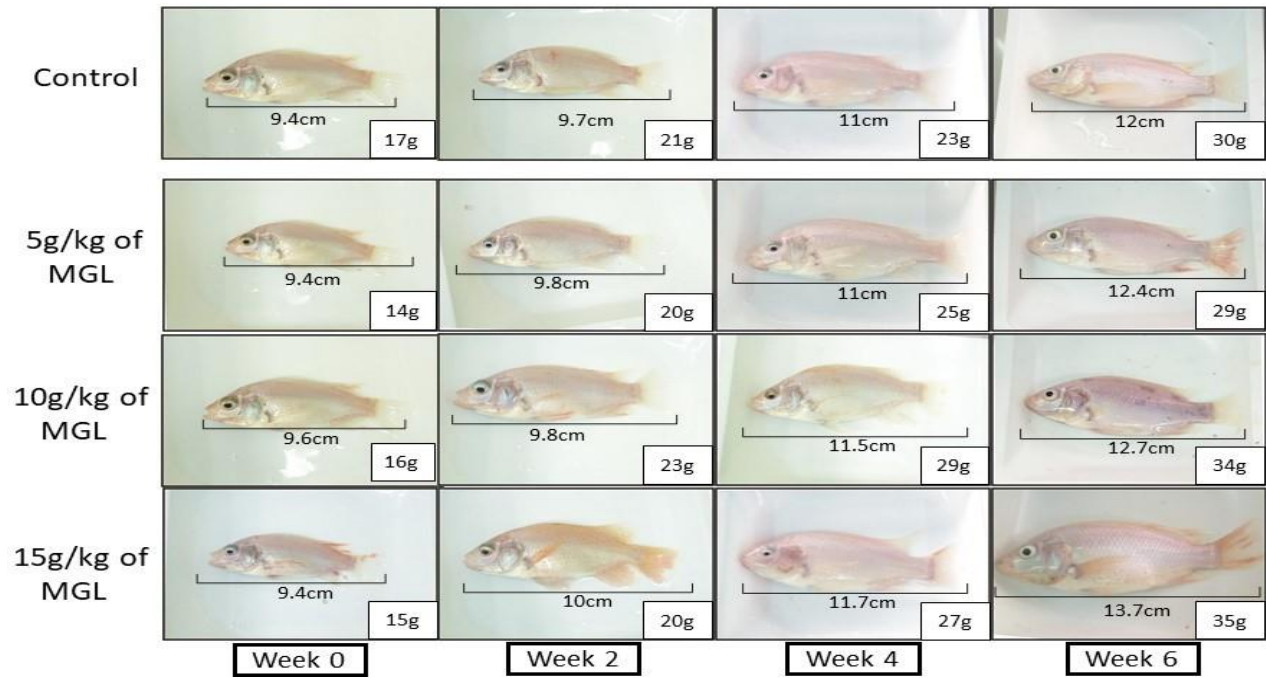 Control
9.4cm
17g
9.7cm
21g
11cm
23g
12cm
30g
5g/kg of
MGL
9.4cm
14g
9.8cm
20g
11cm
25g
12.4cm
29g
10g/kg of
MGL
9.6cm
16g
9.8cm
23g
11.5cm
29g
12.7cm
34g
15g/kg of
MGL
9.4cm
15g
10cm
20g
11.7cm
27g
13.7cm
35g
Week 0
Week 2
Week 4
Week 6